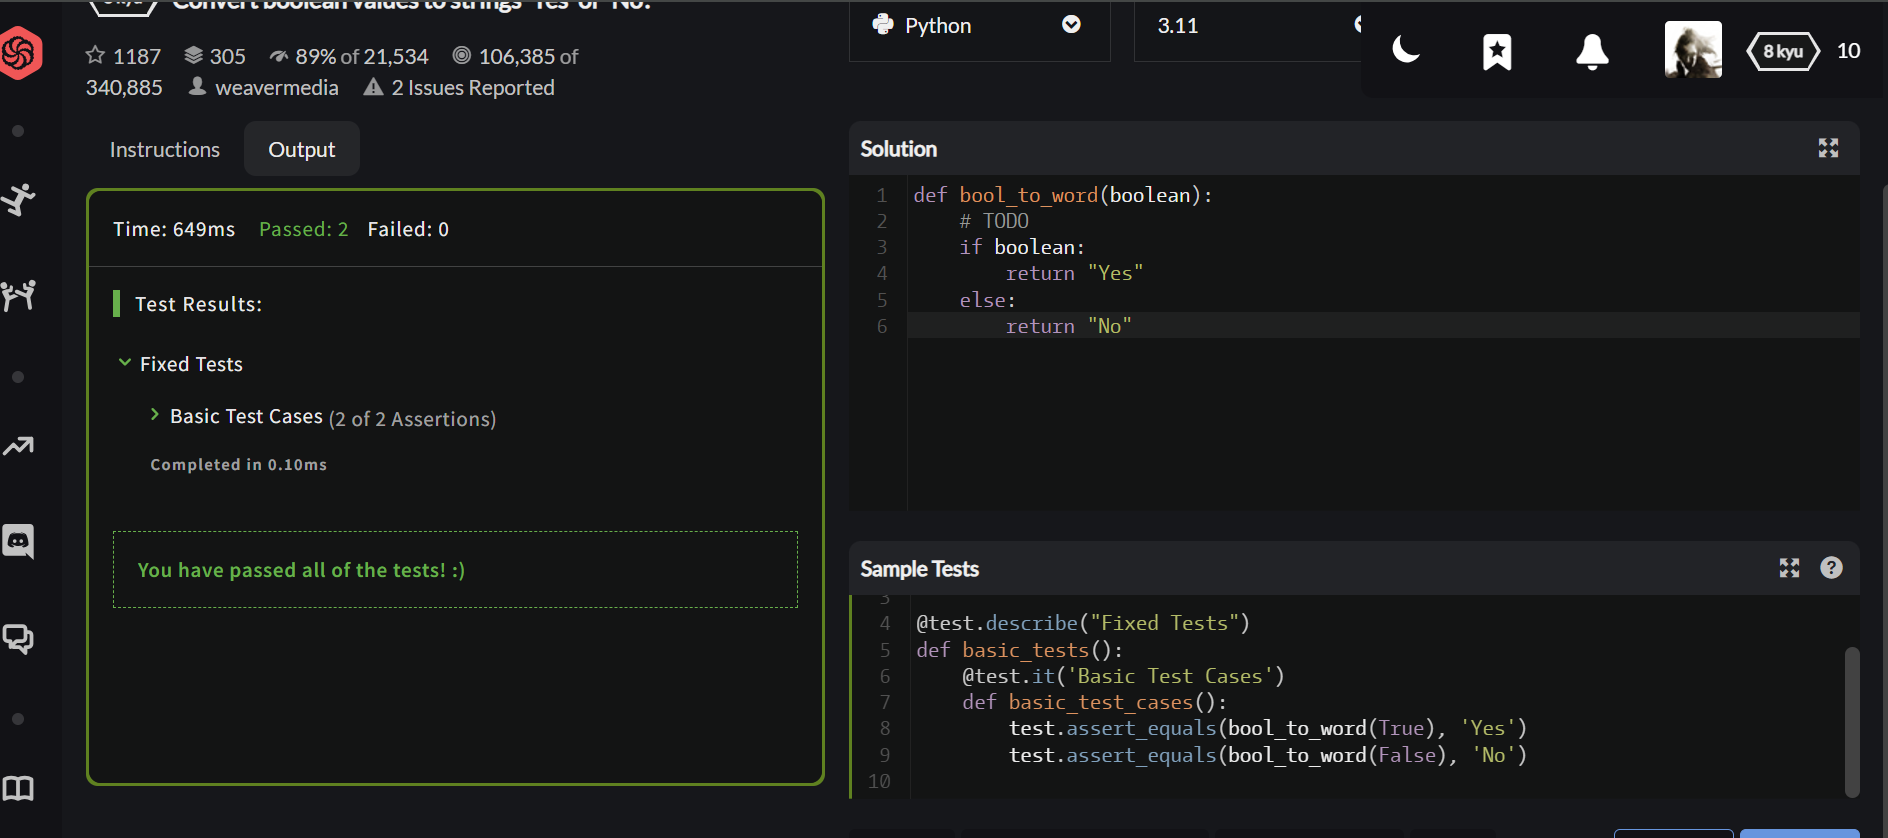 Convert boolean values to strings 'Yes' or 'No'.
1187 305 89% of 21,534 106,385 of
340,885 weavermedia 2 Issues Reported
Python
3.11
8 kyu 10
Instructions Output
Time: 649ms Passed: 2 Failed: 0
Test Results:
Fixed Tests
Basic Test Cases (2 of 2 Assertions)
Completed in 0.10ms
You have passed all of the tests! :)
Solution
1 def bool_to_word(boolean):
2     # TODO
3     if boolean:
4         return "Yes"
5     else:
6         return "No"
Sample Tests
3
4 @test.describe("Fixed Tests")
5 def basic_tests():
6     @test.it('Basic Test Cases')
7     def basic_test_cases():
8         test.assert_equals(bool_to_word(True), 'Yes')
9         test.assert_equals(bool_to_word(False), 'No')
10